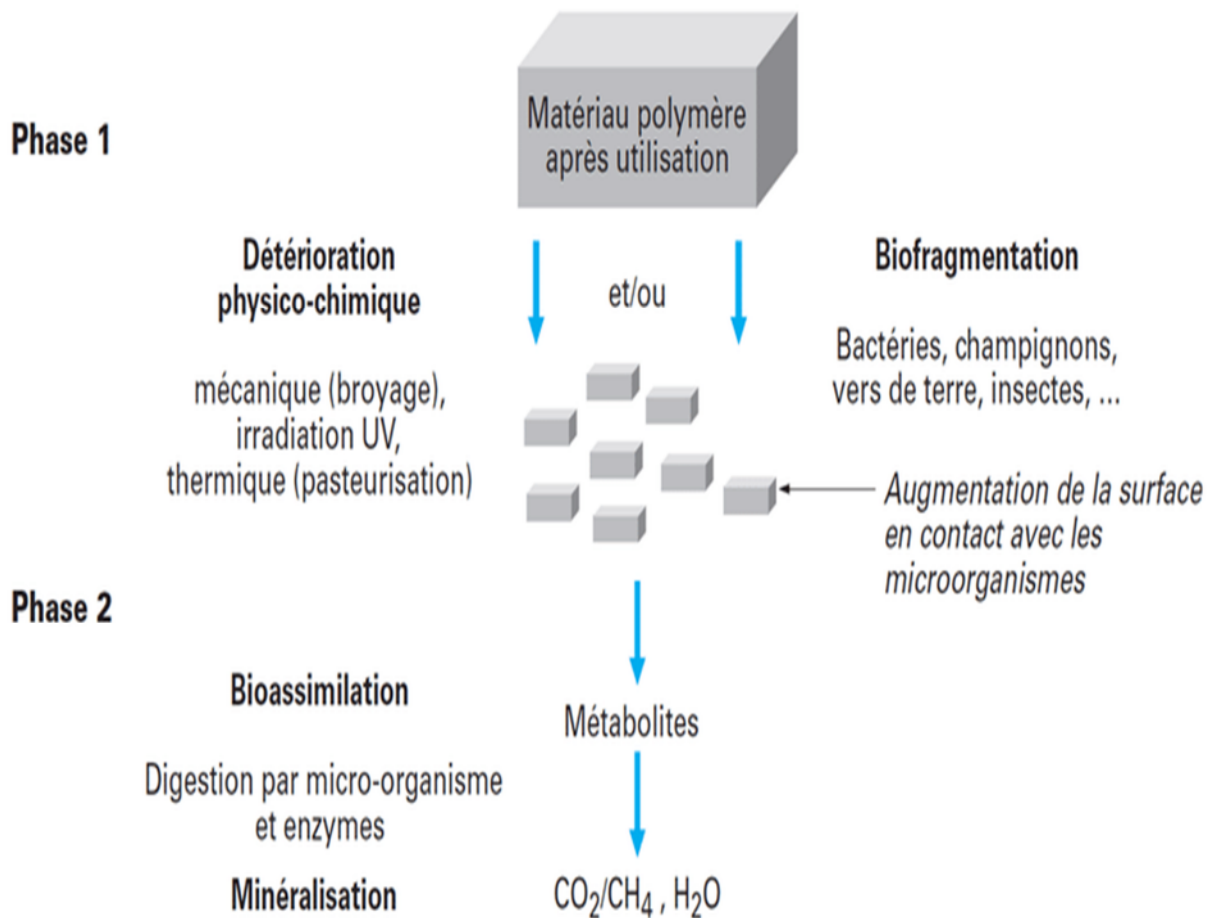 Matériau polymère
après utilisation
Phase 1
Détérioration
physico-chimique
et/ou
Biofragmentation
mécanique (broyage),
irradiation UV,
thermique (pasteurisation)
Bactéries, champignons,
vers de terre, insectes, ...
Augmentation de la surface
en contact avec les
microorganismes
Phase 2
Bioassimilation
Métabolites
Digestion par micro-organisme
et enzymes
Minéralisation
CO₂/CH₄ , H₂O